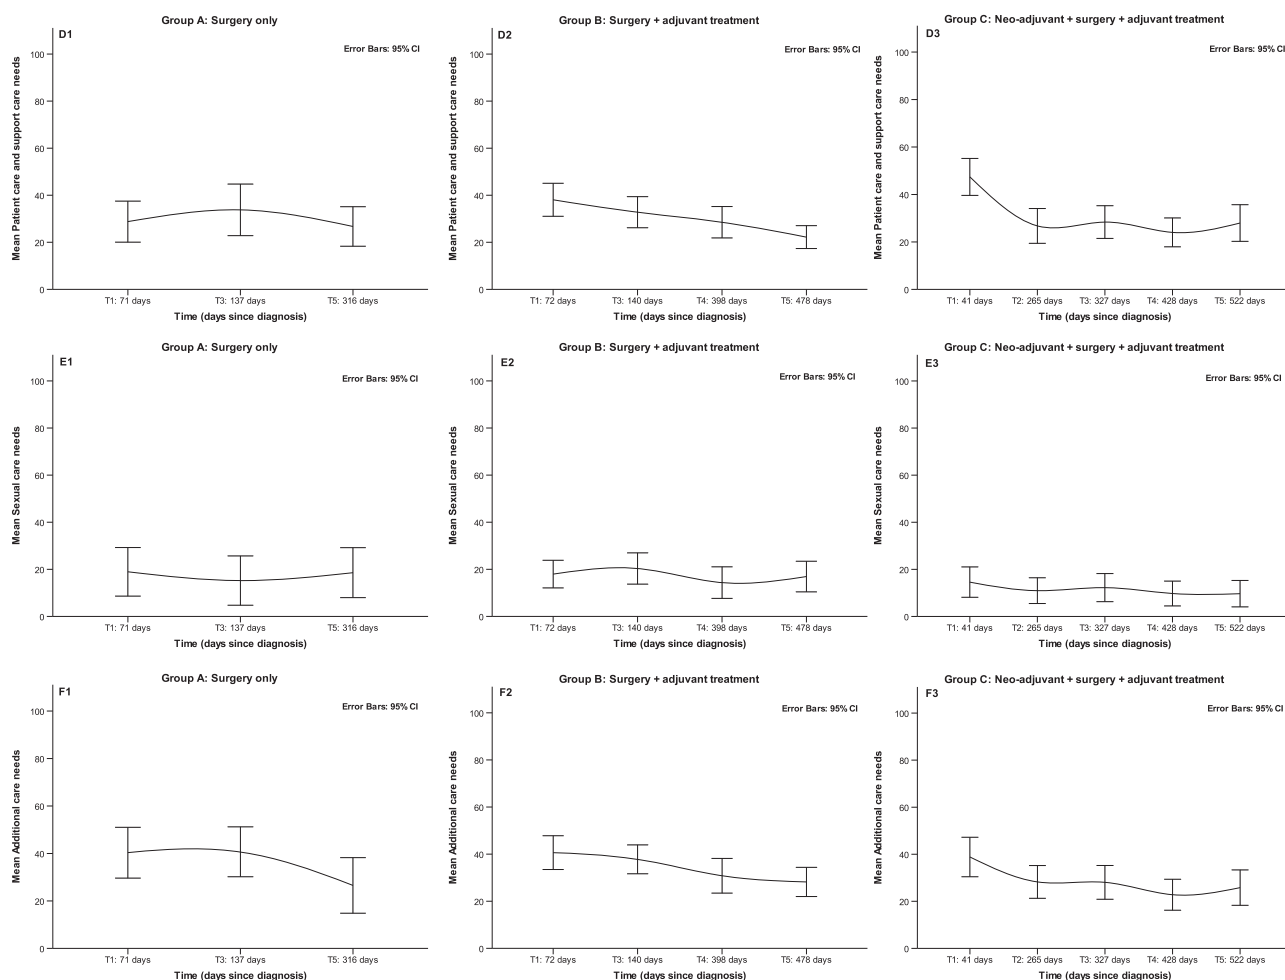 Group A: Surgery only
D1
Error Bars: 95% CI
Mean Patient care and support care needs
100
80
60
40
20
0
T1: 71 days T3: 137 days T5: 316 days
Time (days since diagnosis)
Group B: Surgery + adjuvant treatment
D2
Error Bars: 95% CI
Mean Patient care and support care needs
100
80
60
40
20
0
T1: 72 days T3: 140 days T4: 398 days T5: 478 days
Time (days since diagnosis)
Group C: Neo-adjuvant + surgery + adjuvant treatment
D3
Error Bars: 95% CI
Mean Patient care and support care needs
100
80
60
40
20
0
T1: 41 days T2: 265 days T3: 327 days T4: 428 days T5: 522 days
Time (days since diagnosis)
Group A: Surgery only
E1
Error Bars: 95% CI
Mean Sexual care needs
100
80
60
40
20
0
T1: 71 days T3: 137 days T5: 316 days
Time (days since diagnosis)
Group B: Surgery + adjuvant treatment
E2
Error Bars: 95% CI
Mean Sexual care needs
100
80
60
40
20
0
T1: 72 days T3: 140 days T4: 398 days T5: 478 days
Time (days since diagnosis)
Group C: Neo-adjuvant + surgery + adjuvant treatment
E3
Error Bars: 95% CI
Mean Sexual care needs
100
80
60
40
20
0
T1: 41 days T2: 265 days T3: 327 days T4: 428 days T5: 522 days
Time (days since diagnosis)
Group A: Surgery only
F1
Error Bars: 95% CI
Mean Additional care needs
100
80
60
40
20
0
T1: 71 days T3: 137 days T5: 316 days
Time (days since diagnosis)
Group B: Surgery + adjuvant treatment
F2
Error Bars: 95% CI
Mean Additional care needs
100
80
60
40
20
0
T1: 72 days T3: 140 days T4: 398 days T5: 478 days
Time (days since diagnosis)
Group C: Neo-adjuvant + surgery + adjuvant treatment
F3
Error Bars: 95% CI
Mean Additional care needs
100
80
60
40
20
0
T1: 41 days T2: 265 days T3: 327 days T4: 428 days T5: 522 days
Time (days since diagnosis)